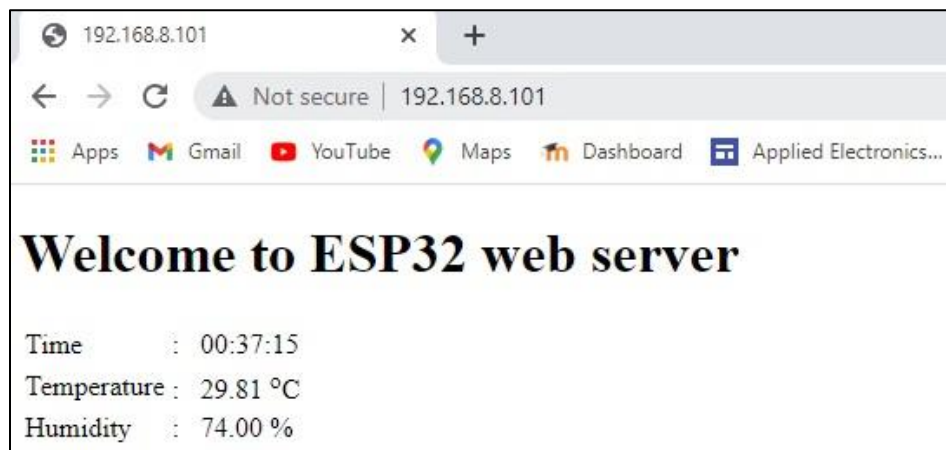 192.168.8.101
Not secure | 192.168.8.101
Apps Gmail YouTube Maps Dashboard Applied Electronics...
Welcome to ESP32 web server
Time : 00:37:15
Temperature : 29.81 °C
Humidity : 74.00 %